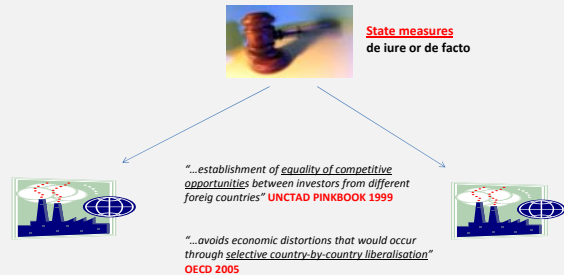 State measures
de iure or de facto
"...establishment of equality of competitive
opportunities between investors from different
foreig countries" UNCTAD PINKBOOK 1999
"...avoids economic distortions that would occur
through selective country-by-country liberalisation"
OECD 2005